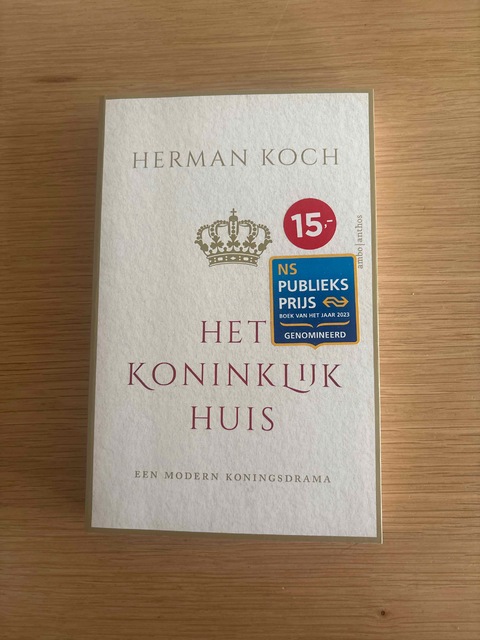 HERMAN KOCH
15,-
ambo|anthos
NS
PUBLIEKS
PRIJS
BOEK VAN HET JAAR 2023
GENOMINEERD
HET
KONINKLIJK
HUIS
EEN MODERN KONINGSDRAMA